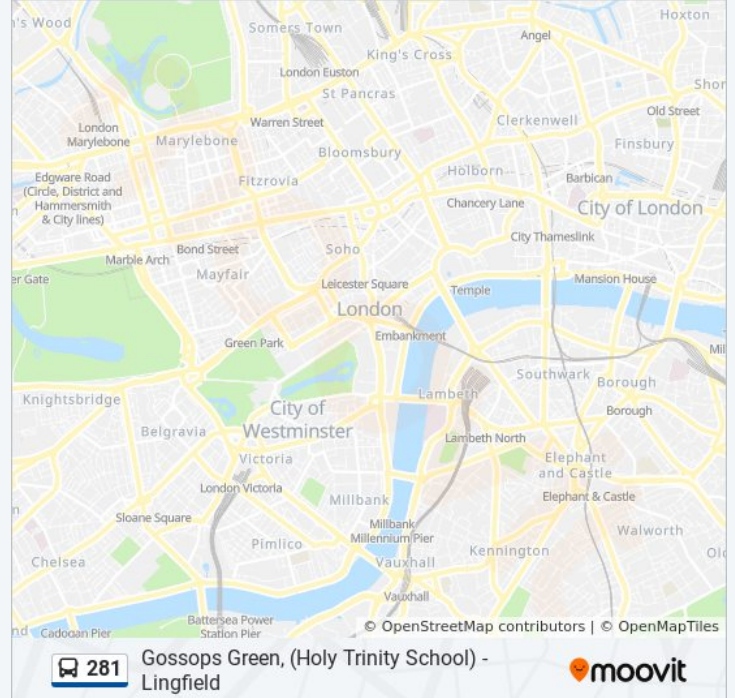 's Wood
Somers Town
Hoxton
Angel
King's Cross
London Euston
St Pancras
Shor
Old Street
Clerkenwell
Warren Street
London
Marylebone
Marylebone
Finsbury
Bloomsbury
Holborn
Edgware Road
(Circle, District and
Hammersmith
& City lines)
Fitzrovia
Barbican
Chancery Lane
City of London
City Thameslink
Soho
Bond Street
Marble Arch
Mayfair
er Gate
Leicester Square
Mansion House
Temple
London
Embankment
Green Park
Mil
Southwark
Borough
Knightsbridge
Lambeth
City of
Westminster
Borough
Belgravia
Lambeth North
Victoria
Elephant
and Castle
London Victoria
Elephant & Castle
Millbank
Sloane Square
Millbank
Millennium Pier
Walworth
Pimlico
Kennington
Chelsea
Vauxhall
Vauxhall
Battersea Power
Station Pier
nd
Cadogan Pier
© OpenStreetMap contributors | © OpenMapTiles
281
Gossops Green, (Holy Trinity School) -
Lingfield
moovit